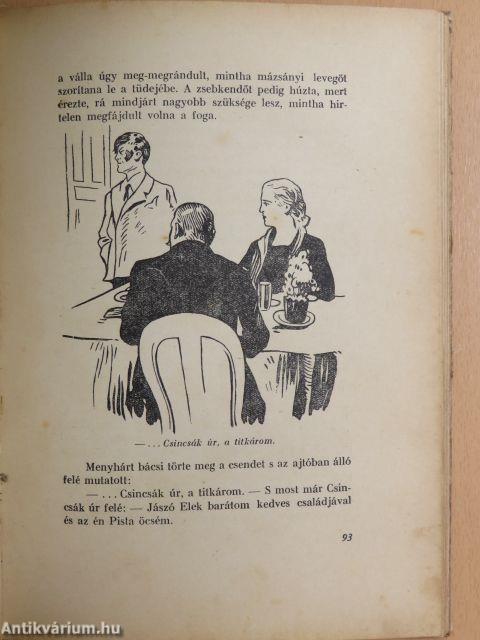 a válla úgy meg-megrándult, mintha mázsányi levegőt
szorítana le a tüdejébe. A zsebkendőt pedig húzta, mert
érezte, rá mindjárt nagyobb szüksége lesz, mintha hir-
telen megfájdult volna a foga.
— ... Csincsák úr, a titkárom.
Menyhárt bácsi törte meg a csendet s az ajtóban álló
felé mutatott:
— ... Csincsák úr, a titkárom. — S most már Csin-
csák úr felé: — Jászó Elek barátom kedves családjával
és az én Pista öcsém.
93
Antikvárium.hu